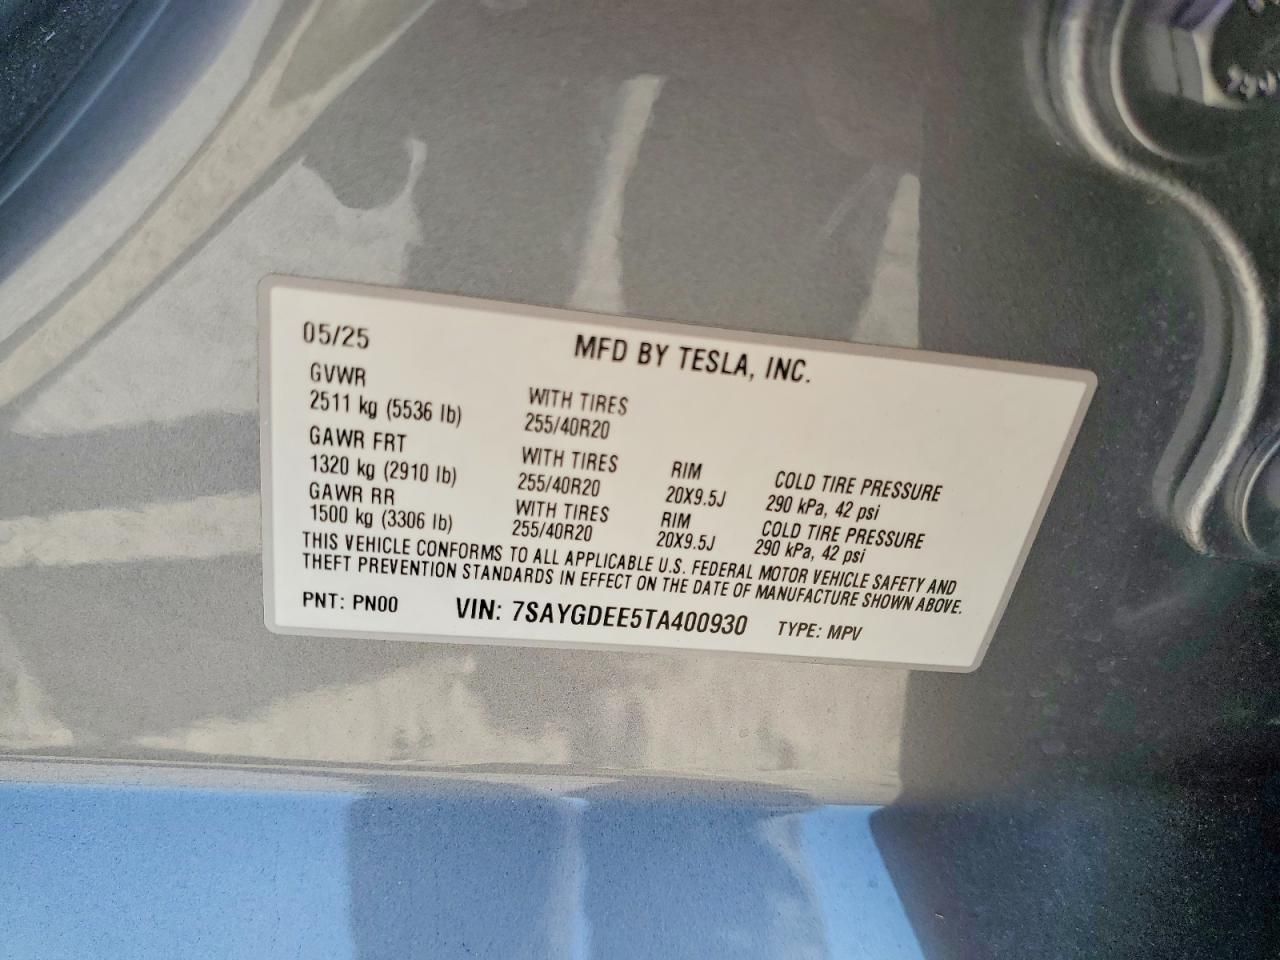 05/25
MFD BY TESLA, INC.
GVWR
2511 kg (5536 lb)
WITH TIRES
255/40R20
GAWR FRT
1320 kg (2910 lb)
WITH TIRES
255/40R20
RIM
20X9.5J
COLD TIRE PRESSURE
290 kPa, 42 psi
GAWR RR
1500 kg (3306 lb)
WITH TIRES
255/40R20
RIM
20X9.5J
COLD TIRE PRESSURE
290 kPa, 42 psi
THIS VEHICLE CONFORMS TO ALL APPLICABLE U.S. FEDERAL MOTOR VEHICLE SAFETY AND
THEFT PREVENTION STANDARDS IN EFFECT ON THE DATE OF MANUFACTURE SHOWN ABOVE.
PNT: PN00
VIN: 7SAYGDEE5TA400930
TYPE: MPV